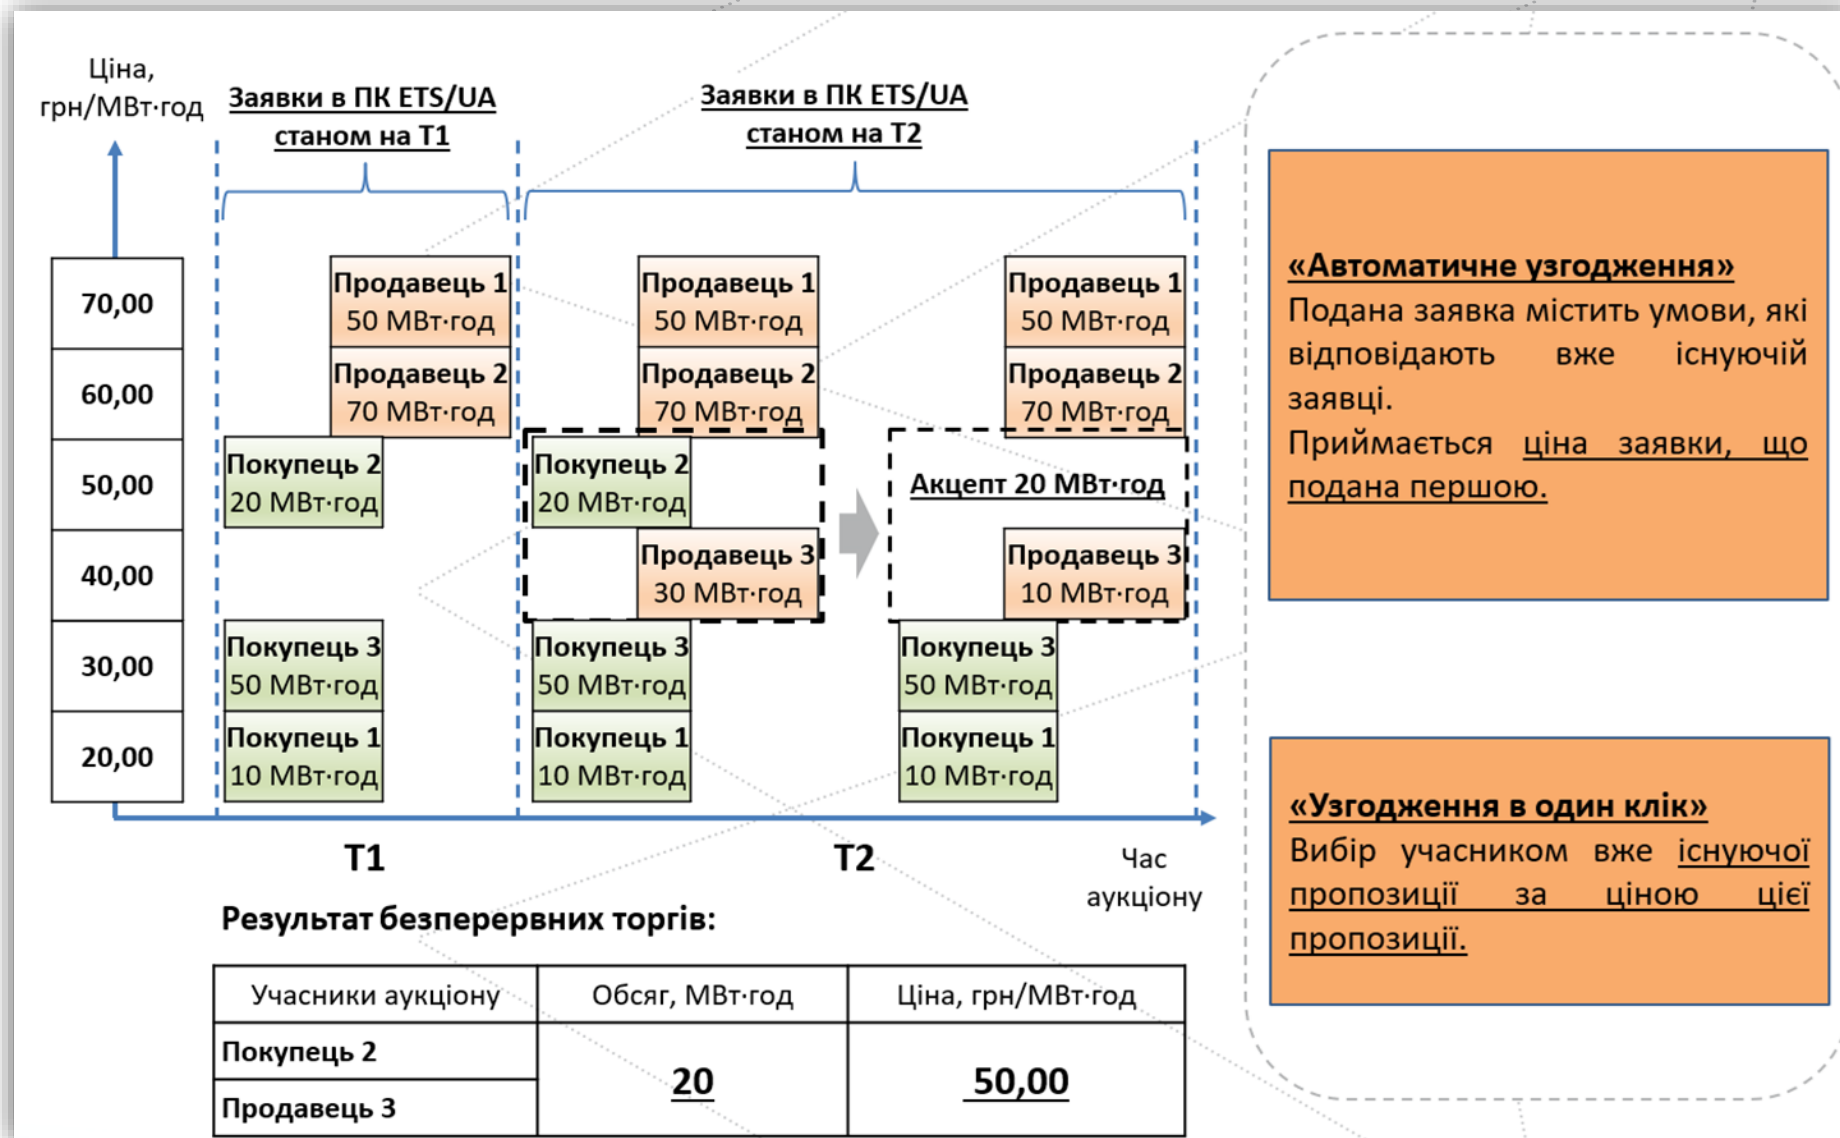 Ціна,
грн/МВт·год
Заявки в ПК ETS/UA
станом на Т1
Заявки в ПК ETS/UA
станом на Т2
70,00
60,00
50,00
40,00
30,00
20,00
Продавець 1
50 МВт·год
Продавець 2
70 МВт·год
Покупець 2
20 МВт·год
Покупець 3
50 МВт·год
Покупець 1
10 МВт·год
Продавець 1
50 МВт·год
Продавець 2
70 МВт·год
Покупець 2
20 МВт·год
Продавець 3
30 МВт·год
Покупець 3
50 МВт·год
Покупець 1
10 МВт·год
Продавець 1
50 МВт·год
Продавець 2
70 МВт·год
Акцепт 20 МВт·год
Продавець 3
10 МВт·год
Покупець 3
50 МВт·год
Покупець 1
10 МВт·год
Т1
Т2
Час
аукціону
Результат безперервних торгів:
Учасники аукціону
Обсяг, МВт·год
Ціна, грн/МВт·год
Покупець 2
Продавець 3
20
50,00
«Автоматичне узгодження»
Подана заявка містить умови, які
відповідають вже існуючій
заявці.
Приймається ціна заявки, що
подана першою.
«Узгодження в один клік»
Вибір учасником вже існуючої
пропозиції за ціною цієї
пропозиції.